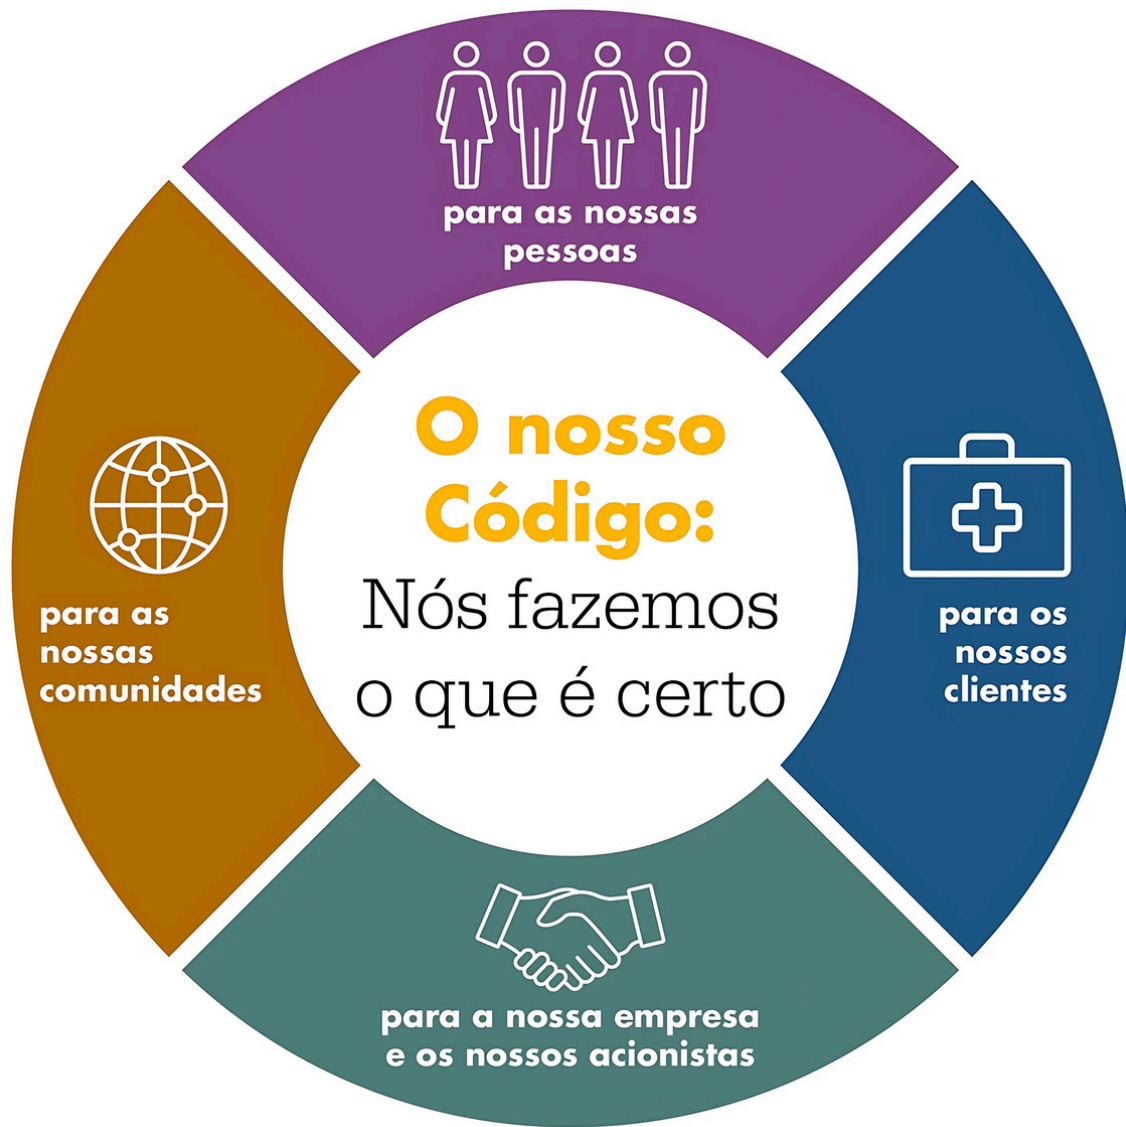 para as nossas
pessoas
O nosso
Código:
Nós fazemos
o que é certo
para as
nossas
comunidades
para os
nossos
clientes
para a nossa empresa
e os nossos acionistas